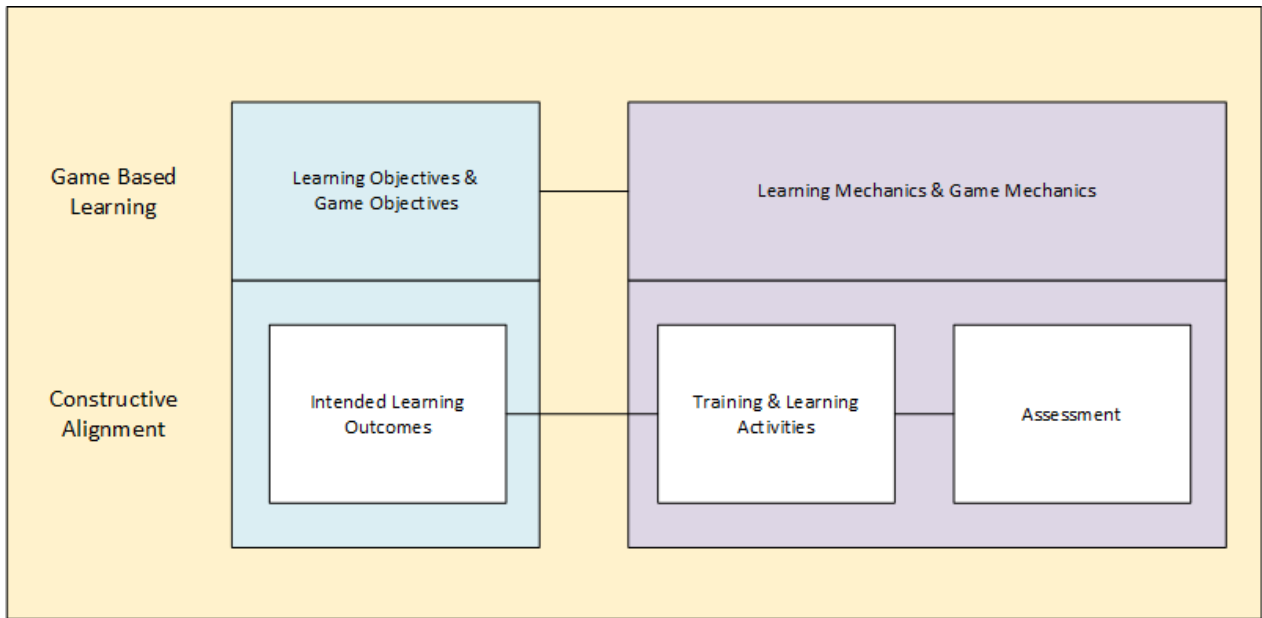 Game Based
Learning
Learning Objectives &
Game Objectives
Learning Mechanics & Game Mechanics
Constructive
Alignment
Intended Learning
Outcomes
Training & Learning
Activities
Assessment